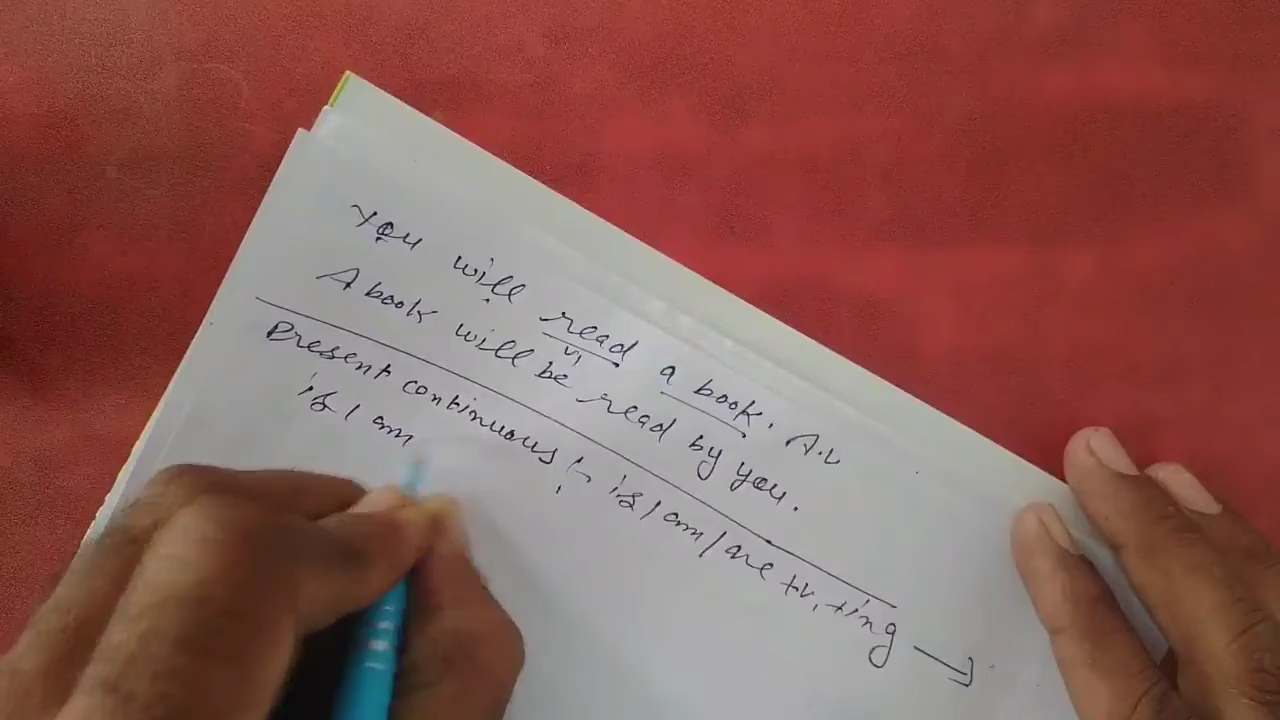 You will read a book. A.V
V1
A book will be read by you.
Present continuous :- is / am / are + V1 + ing →
is / am